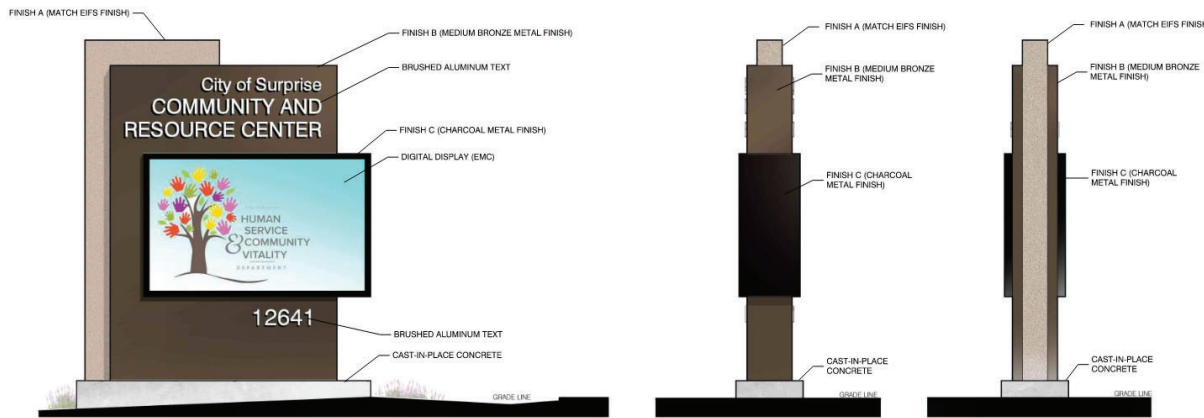 FINISH A (MATCH EIFS FINISH)
FINISH B (MEDIUM BRONZE METAL FINISH)
BRUSHED ALUMINUM TEXT
City of Surprise
COMMUNITY AND
RESOURCE CENTER
FINISH C (CHARCOAL METAL FINISH)
DIGITAL DISPLAY (EMC)
HUMAN
SERVICE
& COMMUNITY
VITALITY
DEPARTMENT
12641
BRUSHED ALUMINUM TEXT
CAST-IN-PLACE CONCRETE
GRADE LINE
FINISH A (MATCH EIFS FINISH)
FINISH B (MEDIUM BRONZE
METAL FINISH)
FINISH C (CHARCOAL
METAL FINISH)
CAST-IN-PLACE
CONCRETE
GRADE LINE
FINISH A (MATCH EIFS FINISH
FINISH B (MEDIUM BRONZE
METAL FINISH)
FINISH C (CHARCOAL
METAL FINISH)
CAST-IN-PLACE
CONCRETE
GRADE LINE